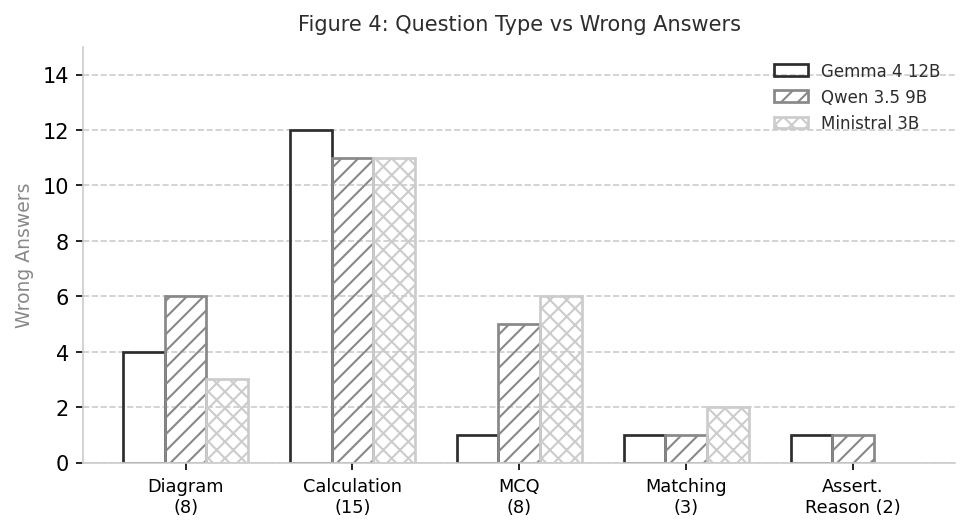 Figure 4: Question Type vs Wrong Answers
Gemma 4 12B
Qwen 3.5 9B
Ministral 3B
Wrong Answers
14
12
10
8
6
4
2
0
Diagram
(8)
Calculation
(15)
MCQ
(8)
Matching
(3)
Assert.
Reason (2)